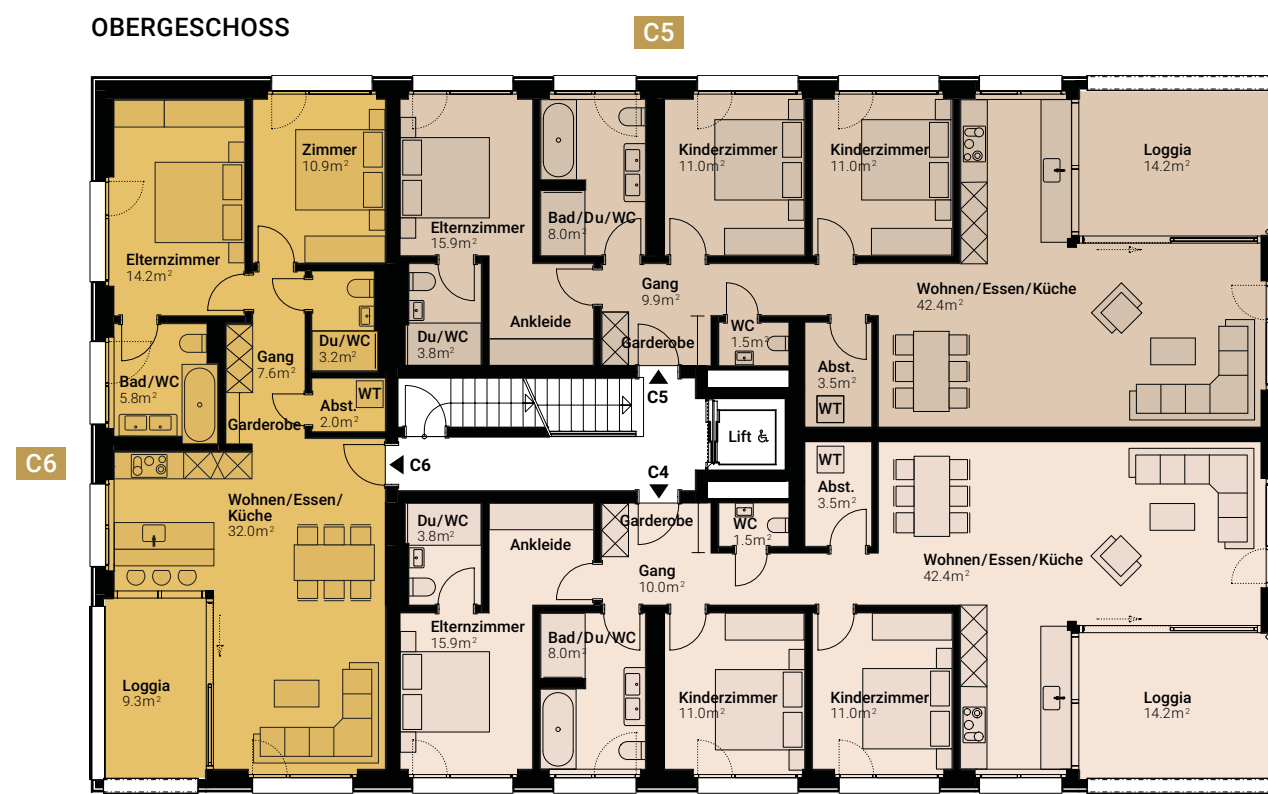 OBERGESCHOSS
C5
Zimmer
10.9m²
Elternzimmer
14.2m²
Bad/WC
5.8m²
Gang
7.6m²
Du/WC
3.2m²
Abst.
2.0m²
WT
Garderobe
C6
Wohnen/Essen/
Küche
32.0m²
Loggia
9.3m²
Elternzimmer
15.9m²
Bad/Du/WC
8.0m²
Kinderzimmer
11.0m²
Kinderzimmer
11.0m²
Loggia
14.2m²
Du/WC
3.8m²
Ankleide
Gang
9.9m²
Garderobe
WC
1.5m²
Abst.
3.5m²
WT
Wohnen/Essen/Küche
42.4m²
C5
C6
C4
Lift
Du/WC
3.8m²
Ankleide
Garderobe
Gang
10.0m²
WC
1.5m²
WT
Abst.
3.5m²
Wohnen/Essen/Küche
42.4m²
Elternzimmer
15.9m²
Bad/Du/WC
8.0m²
Kinderzimmer
11.0m²
Kinderzimmer
11.0m²
Loggia
14.2m²